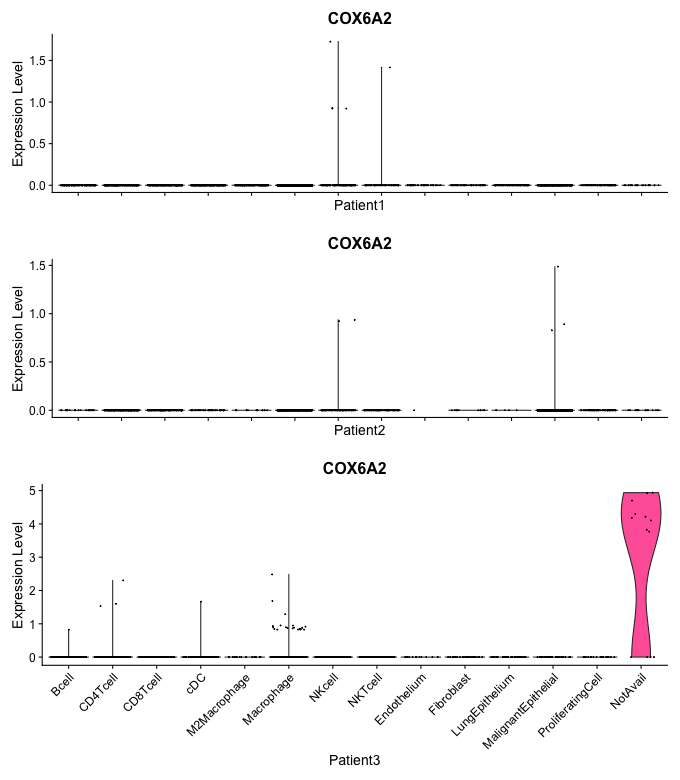 COX6A2
Expression Level
1.5
1.0
0.5
0.0
Patient1
COX6A2
Expression Level
1.5
1.0
0.5
0.0
Patient2
COX6A2
Expression Level
5
4
3
2
1
0
Bcell
CD4Tcell
CD8Tcell
cDC
M2Macrophage
Macrophage
NKcell
NKTcell
Endothelium
Fibroblast
LungEpithelium
MalignantEpithelial
ProliferatingCell
NotAvail
Patient3